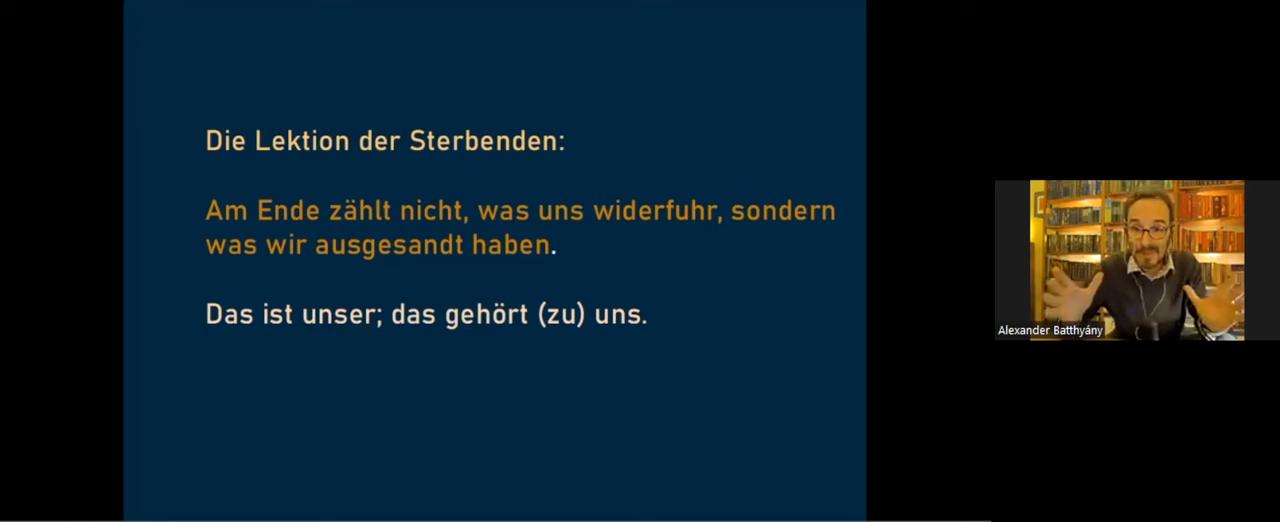 Die Lektion der Sterbenden:
Am Ende zählt nicht, was uns widerfuhr, sondern
was wir ausgesandt haben.
Das ist unser; das gehört (zu) uns.
Alexander Batthyány